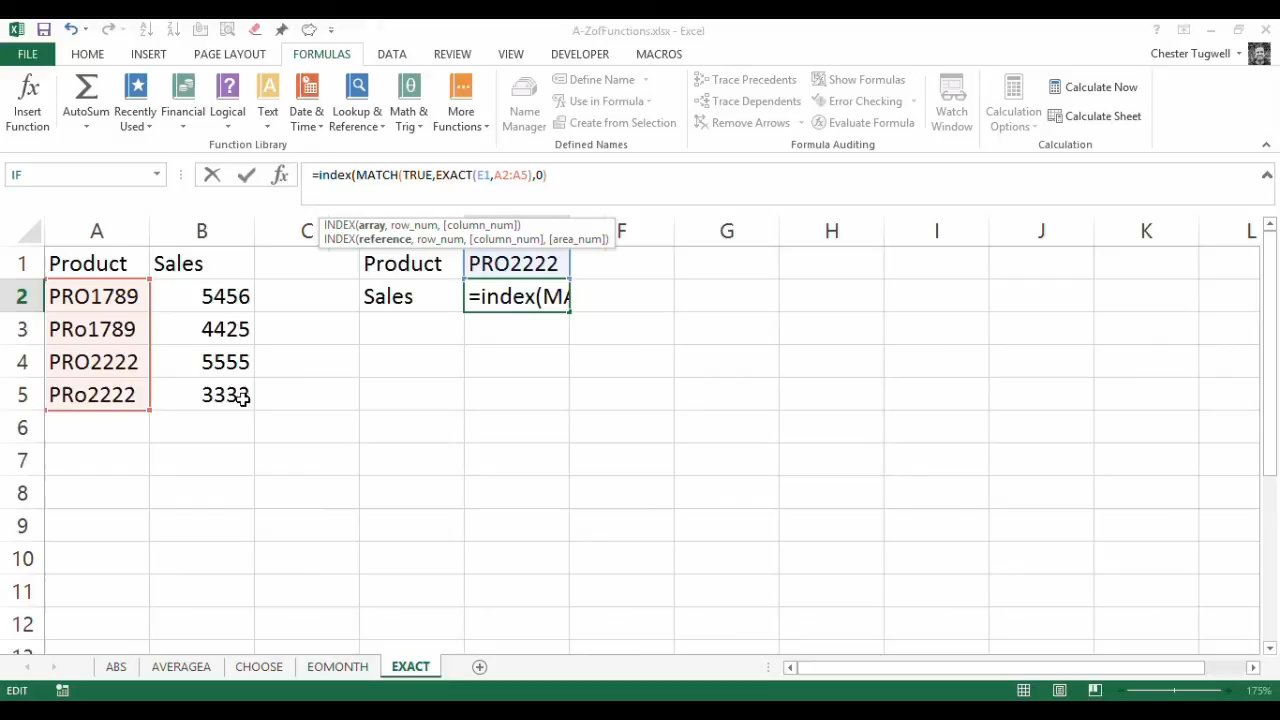 A-ZofFunctions.xlsx - Excel
FILE HOME INSERT PAGE LAYOUT FORMULAS DATA REVIEW VIEW DEVELOPER MACROS Chester Tugwell
Insert Function
AutoSum
Recently Used
Financial
Logical
Text
Date & Time
Lookup & Reference
Math & Trig
More Functions
Function Library
Name Manager
Define Name
Use in Formula
Create from Selection
Defined Names
Trace Precedents
Trace Dependents
Remove Arrows
Show Formulas
Error Checking
Evaluate Formula
Formula Auditing
Watch Window
Calculation Options
Calculate Now
Calculate Sheet
Calculation
IF =index(MATCH(TRUE,EXACT(E1,A2:A5),0)
INDEX(array, row_num, [column_num])
INDEX(reference, row_num, [column_num], [area_num])
A B C F G H I J K L
1 Product Sales Product PRO2222
2 PRO1789 5456 Sales =index(MA
3 PRo1789 4425
4 PRO2222 5555
5 PRo2222 3333
6
7
8
9
10
11
12
ABS AVERAGEA CHOOSE EOMONTH EXACT
EDIT 175%